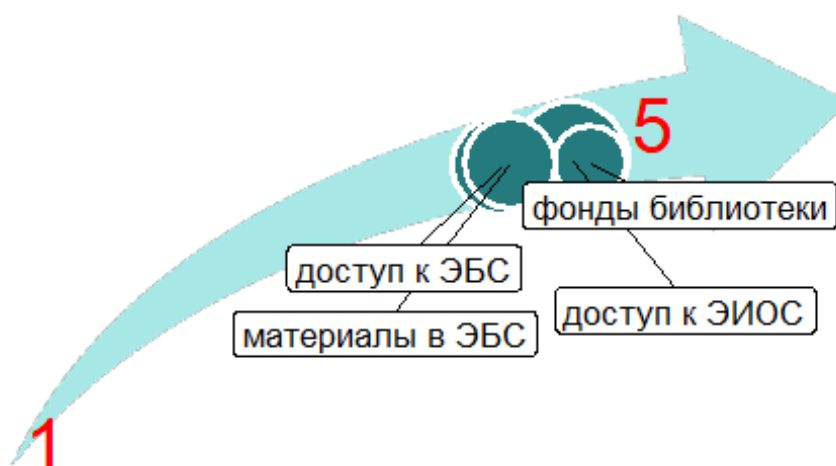 5
фонды библиотеки
доступ к ЭБС
доступ к ЭИОС
материалы в ЭБС
1